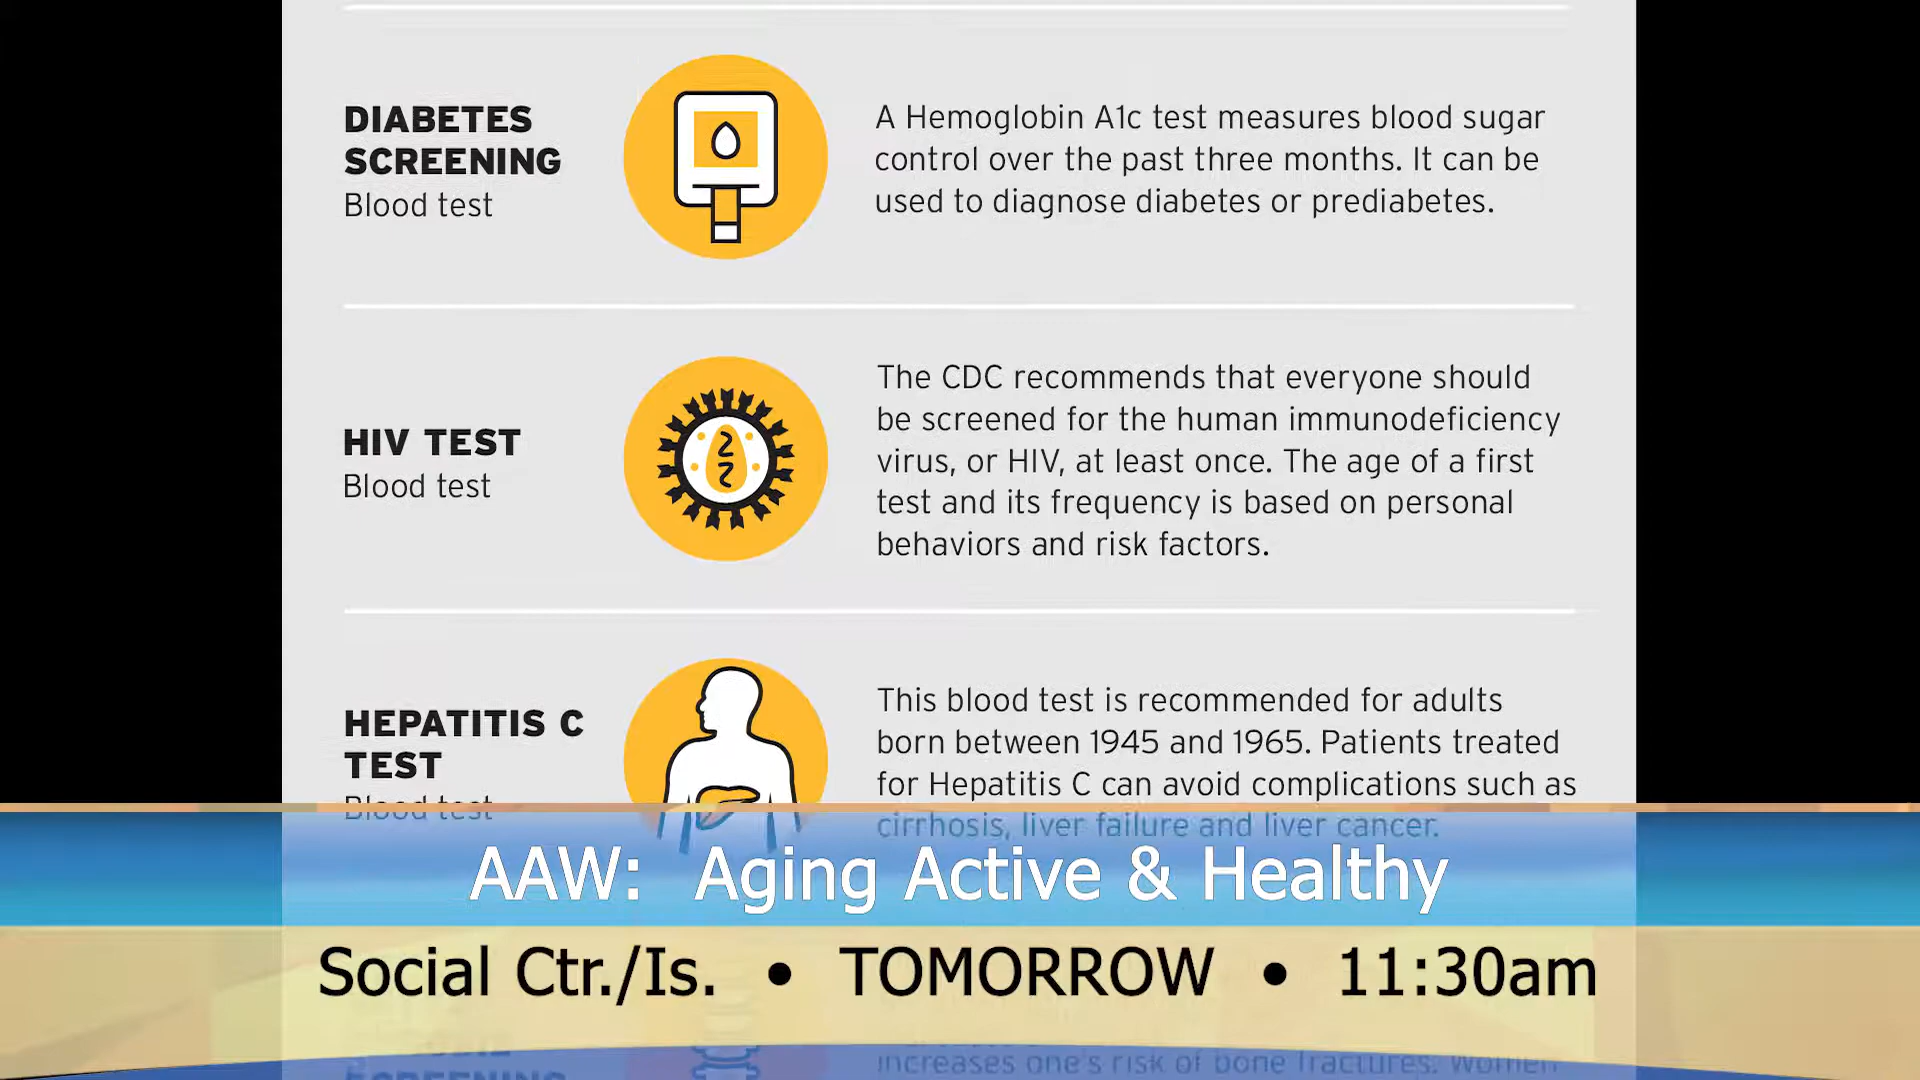 DIABETES
SCREENING
Blood test
A Hemoglobin A1c test measures blood sugar
control over the past three months. It can be
used to diagnose diabetes or prediabetes.
HIV TEST
Blood test
The CDC recommends that everyone should
be screened for the human immunodeficiency
virus, or HIV, at least once. The age of a first
test and its frequency is based on personal
behaviors and risk factors.
HEPATITIS C
TEST
Blood test
This blood test is recommended for adults
born between 1945 and 1965. Patients treated
for Hepatitis C can avoid complications such as
cirrhosis, liver failure and liver cancer.
AAW: Aging Active & Healthy
Social Ctr./Is. • TOMORROW • 11:30am
increases one's risk of bone fractures. Women
SCREENING